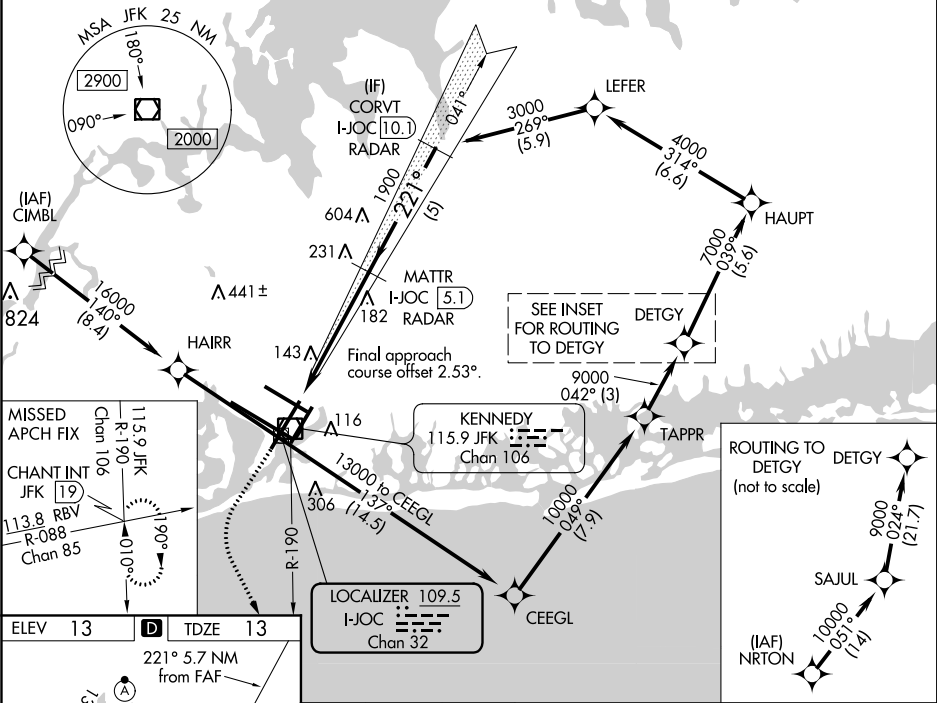 MSA JFK 25 NM
180°
2900
090°
2000
(IF)
CORVT
I-JOC 10.1
RADAR
041°
3000
269°
(5.9)
LEFER
4000
314°
(6.6)
HAUPT
1900
221°
(5)
604
231
(IAF)
CIMBL
824
16000
140°
(8.4)
441±
MATTR
I-JOC 5.1
RADAR
182
7000
039°
(5.6)
SEE INSET
FOR ROUTING
TO DETGY
DETGY
HAIRR
143
Final approach
course offset 2.53°.
9000
042° (3)
TAPPR
116
KENNEDY
115.9 JFK
Chan 106
MISSED
APCH FIX
115.9 JFK
R-190
Chan 106
CHANT INT
JFK 19
113.8 RBV
R-088
Chan 85
190°
010°
13000 to CEEGL
137°
(14.5)
306
R-190
10000
049°
(7.9)
CEEGL
LOCALIZER 109.5
I-JOC
Chan 32
ROUTING TO
DETGY
(not to scale)
DETGY
9000
024°
(21.7)
SAJUL
10000
051°
(14)
(IAF)
NRTON
ELEV 13
D
TDZE 13
221° 5.7 NM
from FAF
A